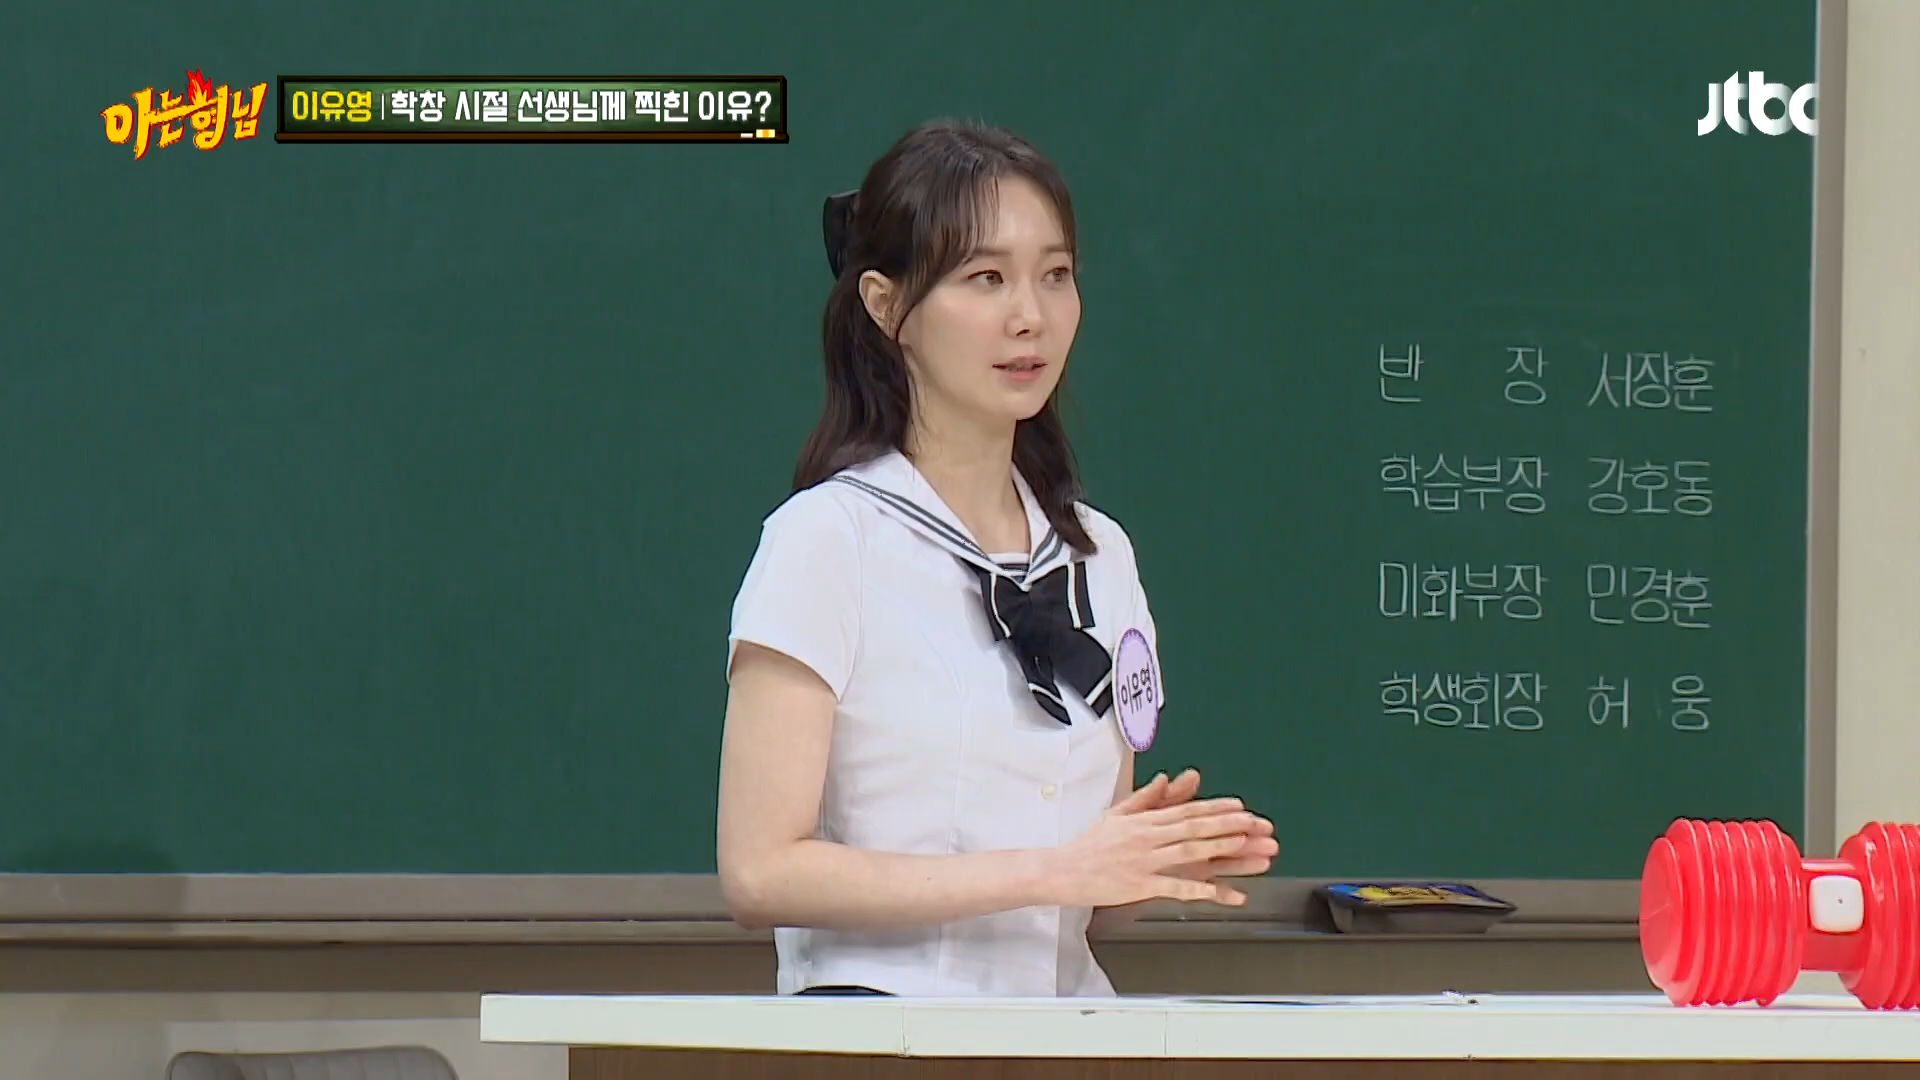 아는형님
이유영 | 학창 시절 선생님께 찍힌 이유?
jtbc
반 장 서장훈
학습부장 강호동
미화부장 민경훈
학생회장 허 웅
이유영